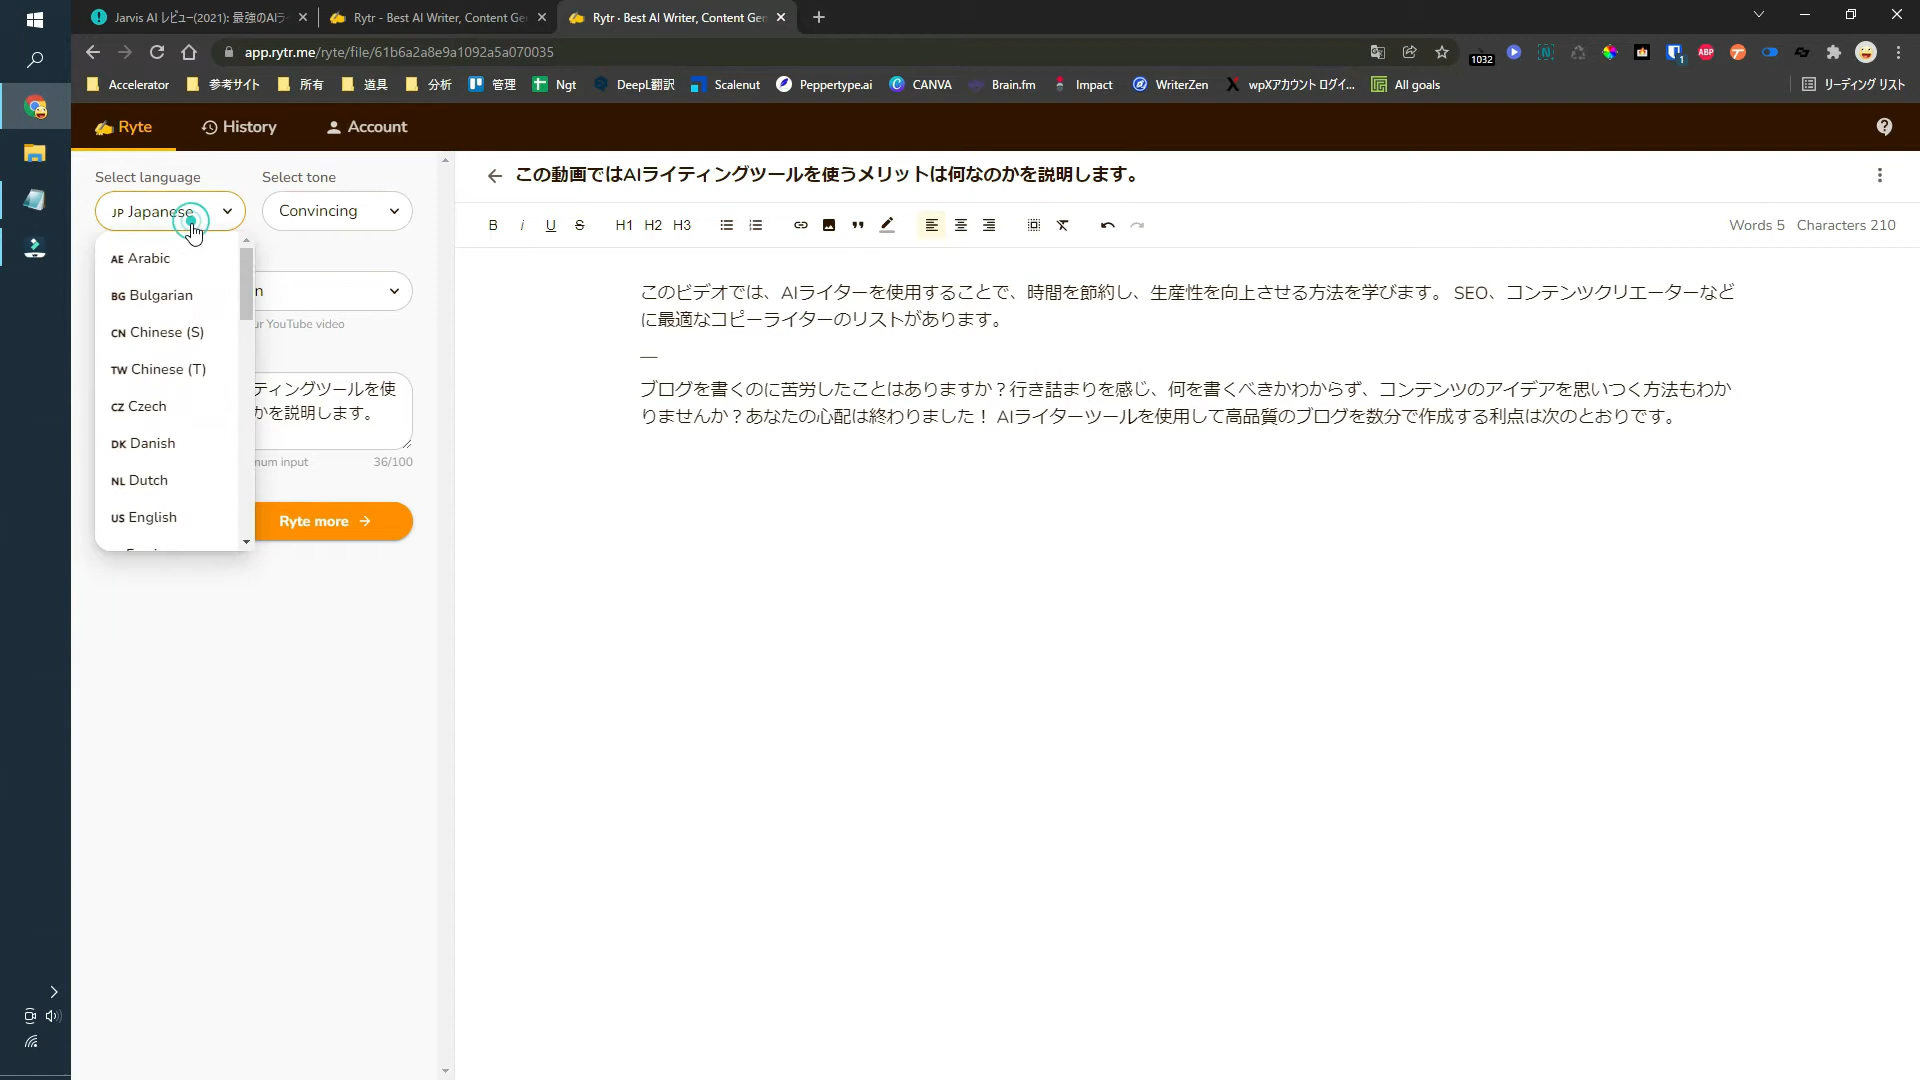 Jarvis AI レビュー(2021): 最強のAIラ
Rytr - Best AI Writer, Content Ge
Rytr - Best AI Writer, Content Gen
app.rytr.me/ryte/file/61b6a2a8e9a1092a5a070035
1032
1
ABP
Accelerator
参考サイト
所有
道具
分析
管理
Ngt
DeepL翻訳
Scalenut
Peppertype.ai
CANVA
Brain.fm
Impact
WriterZen
wpXアカウント ログイ...
All goals
リーディング リスト
Ryte
History
Account
Select language
Select tone
JP Japanese
Convincing
AE Arabic
BG Bulgarian
CN Chinese (S)
TW Chinese (T)
CZ Czech
DK Danish
NL Dutch
US English
n
ur YouTube video
ティングツールを使
かを説明します。
mum input
36/100
Ryte more →
この動画ではAIライティングツールを使うメリットは何なのかを説明します。
B i U S H1 H2 H3
Words 5 Characters 210
このビデオでは、AIライターを使用することで、時間を節約し、生産性を向上させる方法を学びます。 SEO、コンテンツクリエーターなど
に最適なコピーライターのリストがあります。
—
ブログを書くのに苦労したことはありますか？行き詰まりを感じ、何を書くべきかわからず、コンテンツのアイデアを思いつく方法もわか
りませんか？あなたの心配は終わりました！ AIライターツールを使用して高品質のブログを数分で作成する利点は次のとおりです。